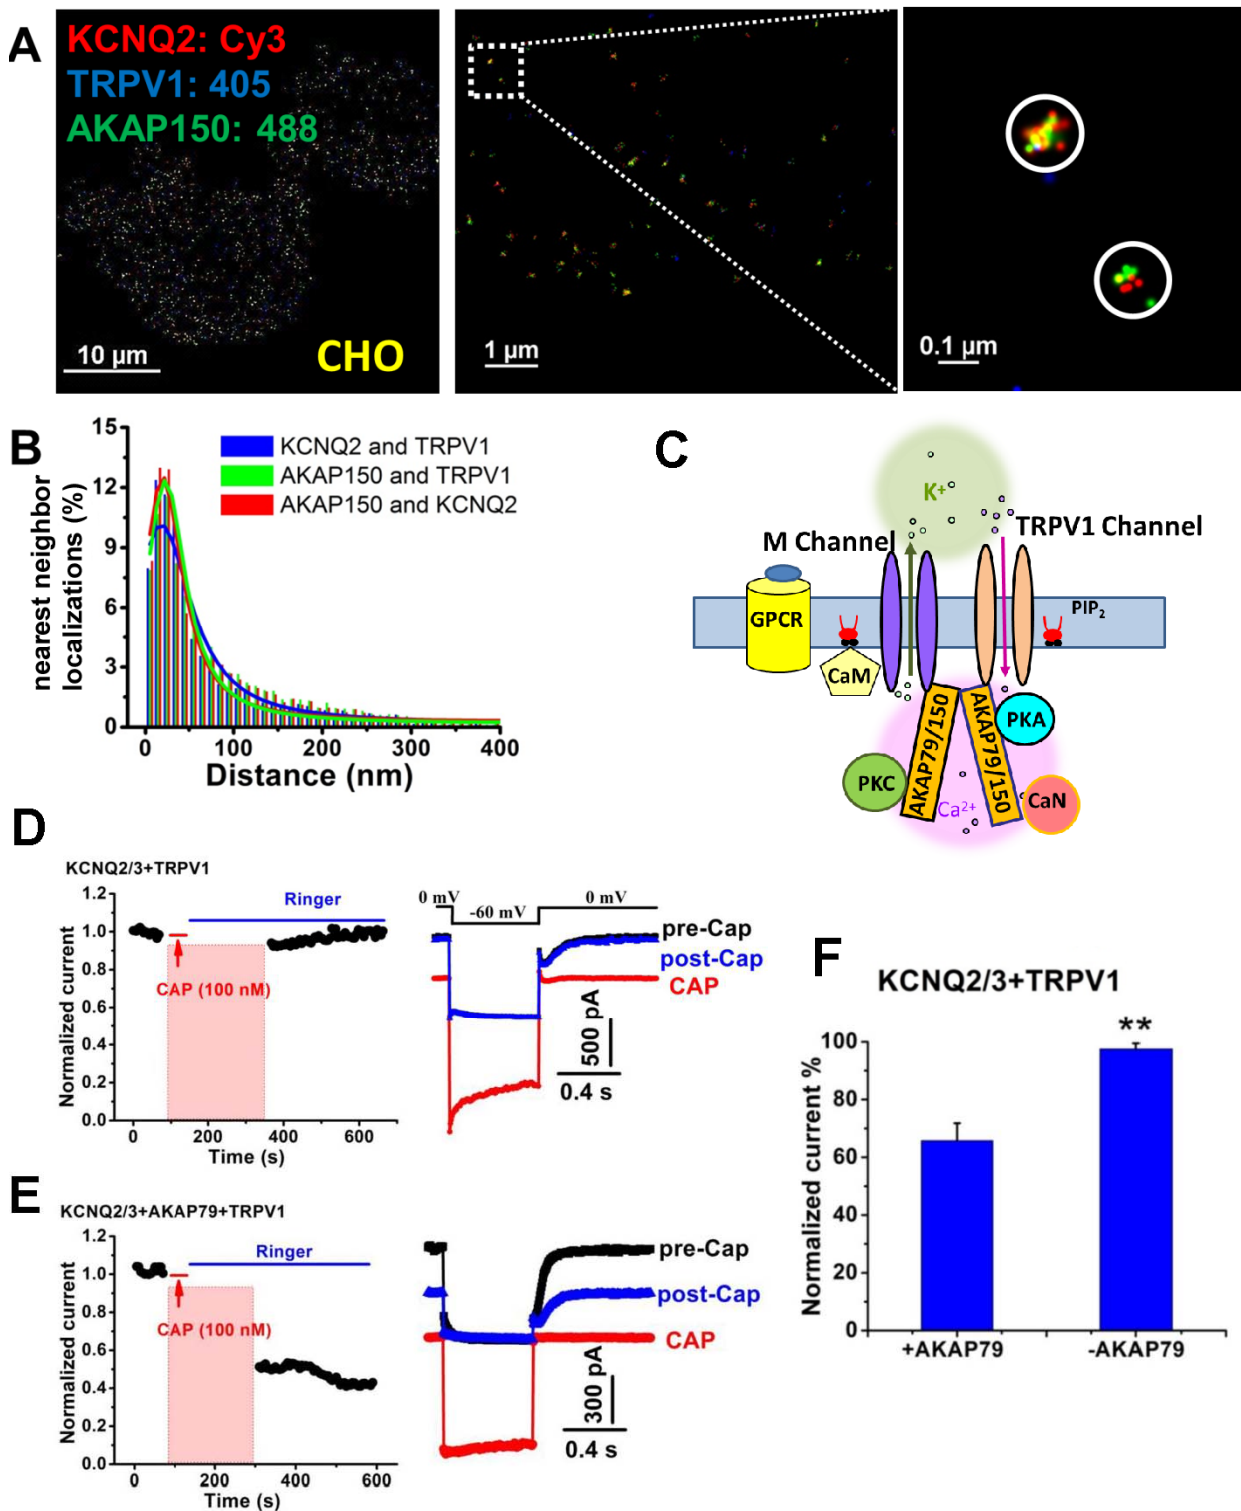 A
KCNQ2: Cy3
TRPV1: 405
AKAP150: 488
10 µm
CHO
1 µm
0.1 µm
B
15
12
9
6
3
0
nearest neighbor
localizations (%)
KCNQ2 and TRPV1
AKAP150 and TRPV1
AKAP150 and KCNQ2
0 100 200 300 400
Distance (nm)
C
K+
M Channel
TRPV1 Channel
GPCR
PIP2
CaM
AKAP79/150
AKAP79/150
PKA
PKC
Ca2+
CaN
D
KCNQ2/3+TRPV1
1.2
1.0
0.8
0.6
0.4
0.2
0.0
Normalized current
Ringer
CAP (100 nM)
0 200 400 600
Time (s)
0 mV
-60 mV
0 mV
pre-Cap
post-Cap
CAP
500 pA
0.4 s
E
KCNQ2/3+AKAP79+TRPV1
1.2
1.0
0.8
0.6
0.4
0.2
0.0
Normalized current
Ringer
CAP (100 nM)
0 200 400 600
Time (s)
pre-Cap
post-Cap
CAP
300 pA
0.4 s
F
KCNQ2/3+TRPV1
100
80
60
40
20
0
Normalized current %
**
+AKAP79
-AKAP79